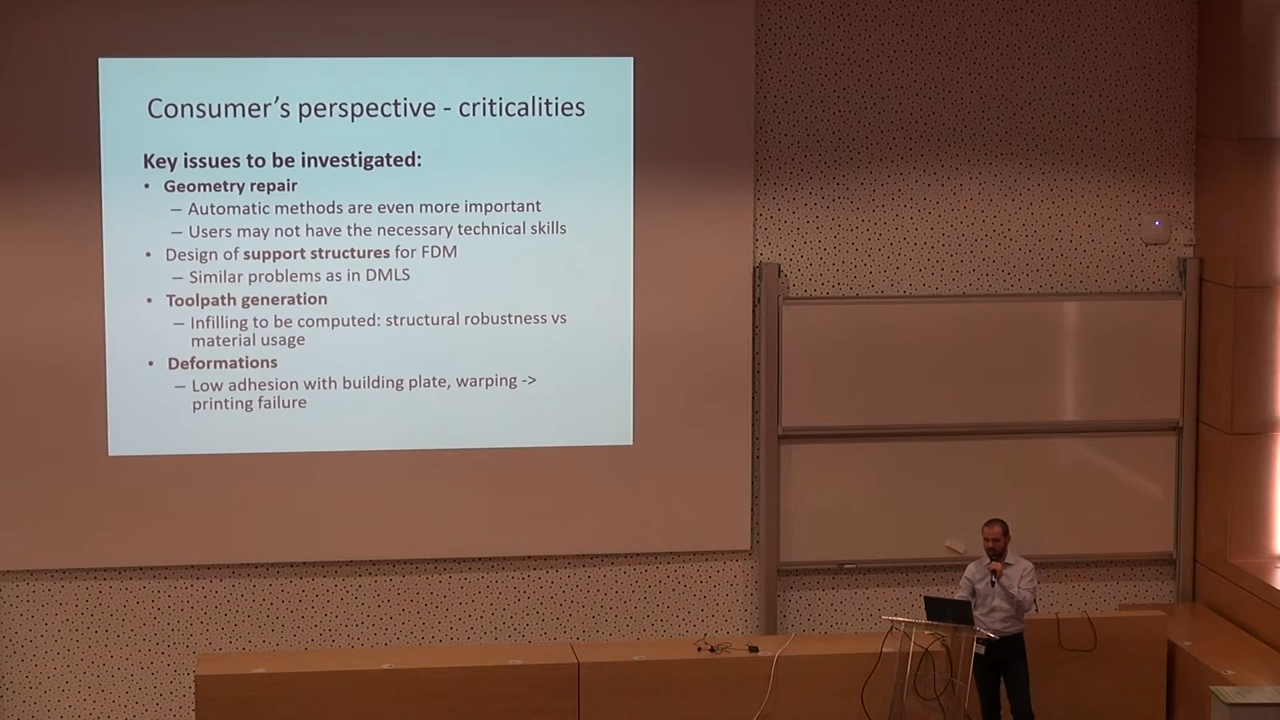 Consumer's perspective - criticalities
Key issues to be investigated:
• Geometry repair
– Automatic methods are even more important
– Users may not have the necessary technical skills
• Design of support structures for FDM
– Similar problems as in DMLS
• Toolpath generation
– Infilling to be computed: structural robustness vs
material usage
• Deformations
– Low adhesion with building plate, warping ->
printing failure